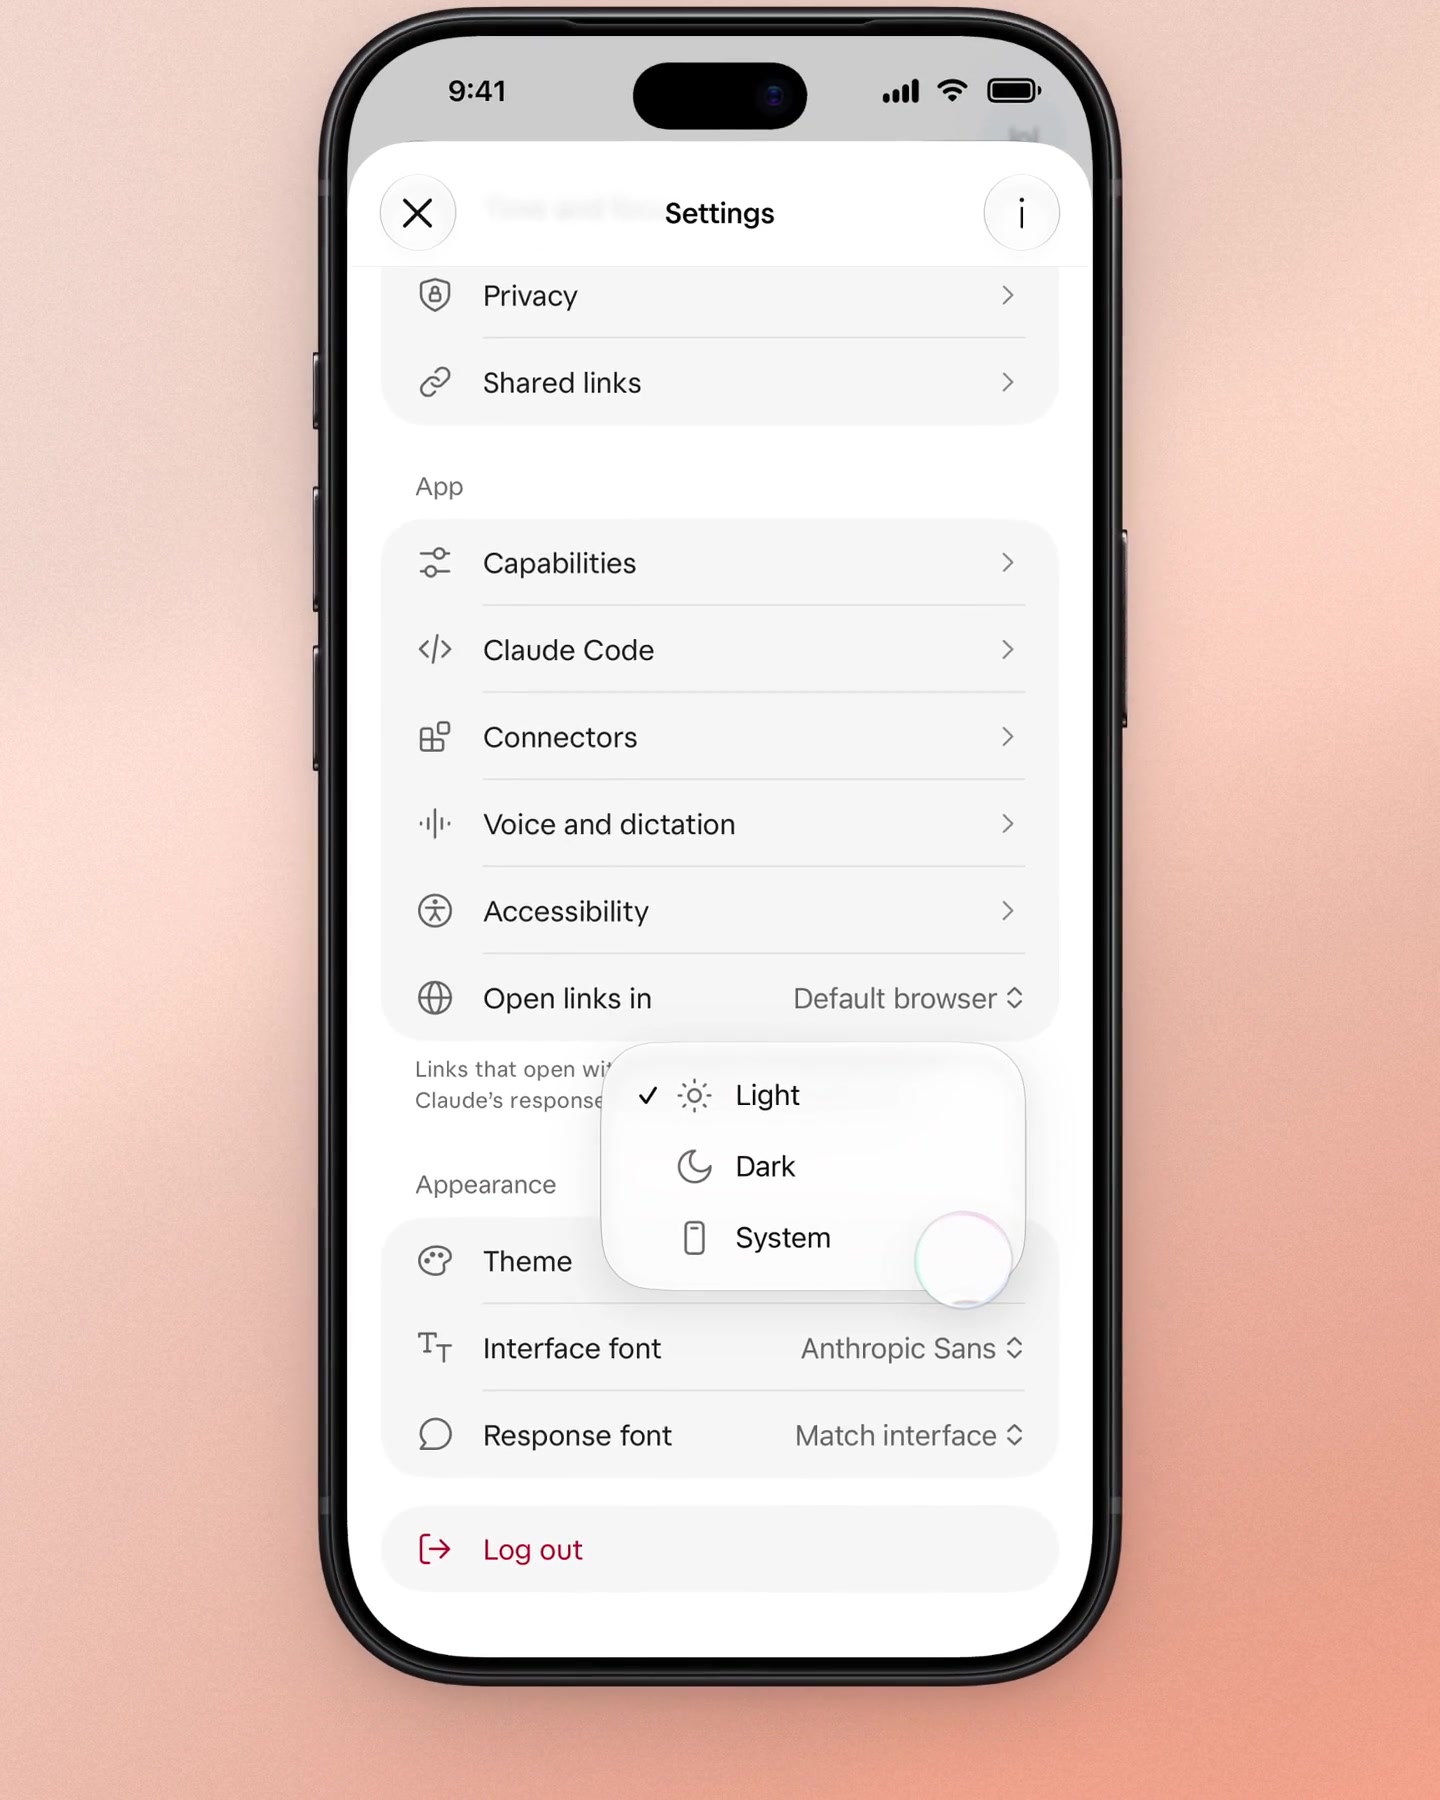 9:41
Settings
Privacy
Shared links
App
Capabilities
Claude Code
Connectors
Voice and dictation
Accessibility
Open links in Default browser
Links that open
Claude’s
Light
Dark
System
Appearance
Theme
Interface font Anthropic Sans
Response font Match interface
Log out